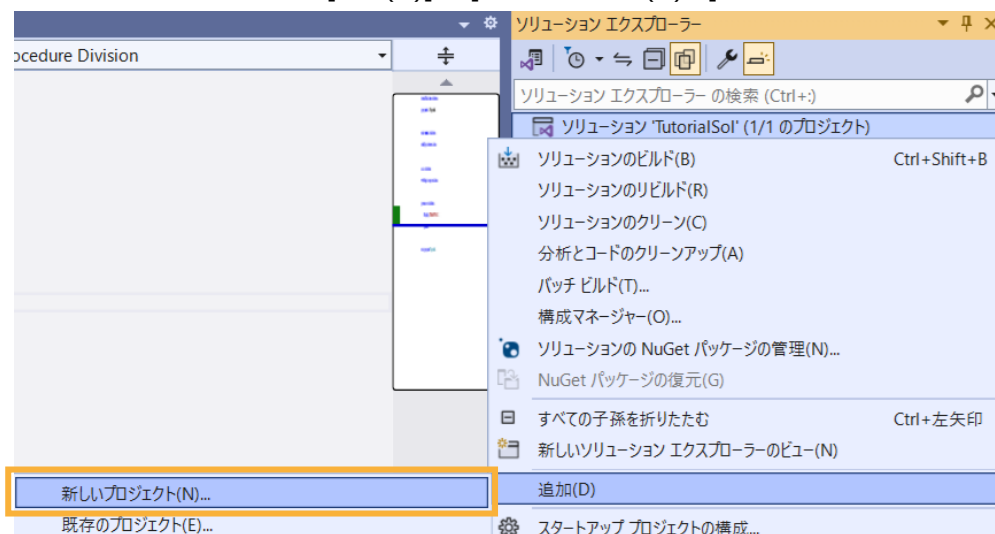 ソリューション エクスプローラー
ocedure Division
ソリューション エクスプローラー の検索 (Ctrl+:)
ソリューション 'TutorialSol' (1/1 のプロジェクト)
ソリューションのビルド(B) Ctrl+Shift+B
ソリューションのリビルド(R)
ソリューションのクリーン(C)
分析とコードのクリーンアップ(A)
バッチ ビルド(T)...
構成マネージャー(O)...
ソリューションの NuGet パッケージの管理(N)...
NuGet パッケージの復元(G)
すべての子孫を折りたたむ Ctrl+左矢印
新しいソリューション エクスプローラーのビュー(N)
追加(D)
新しいプロジェクト(N)...
既存のプロジェクト(E)...
スタートアップ プロジェクトの構成...